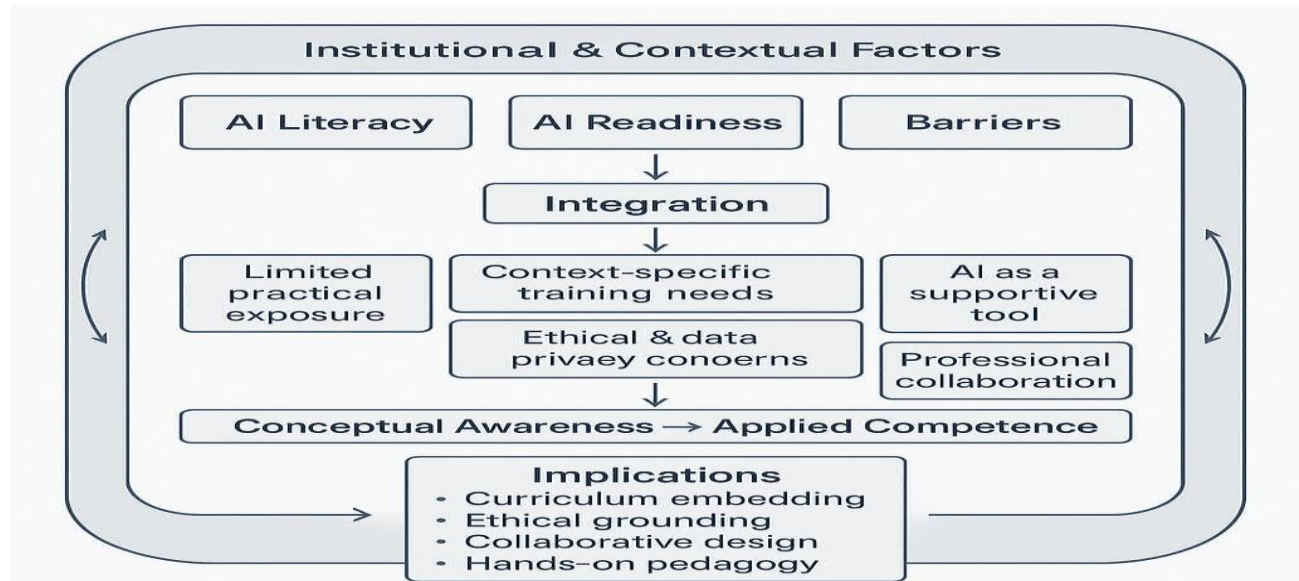 Institutional & Contextual Factors
AI Literacy
AI Readiness
Barriers
Integration
Limited
practical
exposure
Context-specific
training needs
Ethical & data
privaey conoerns
AI as a
supportive
tool
Professional
collaboration
Conceptual Awareness → Applied Competence
Implications
• Curriculum embedding
• Ethical grounding
• Collaborative design
• Hands-on pedagogy